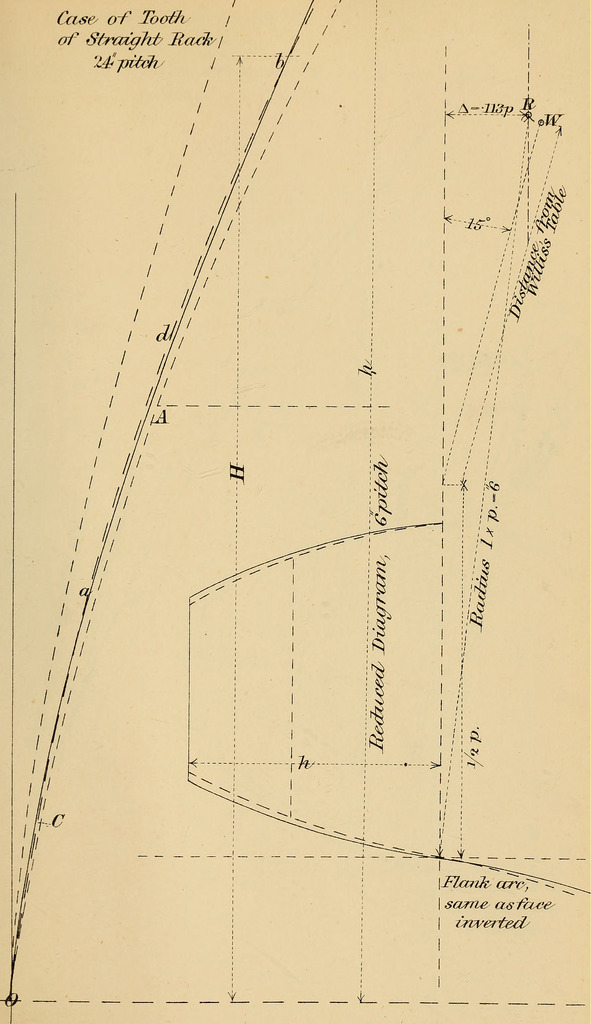 Case of Tooth
of Straight Rack
24" pitch
b
Δ=·113p
R
W
15°
Distance from
Willis's Table
d
h
A
H
6"pitch
Reduced Diagram,
Radius 1 x p.=6
a
h
1/2 p.
C
Flank arc,
same as face
inverted
O